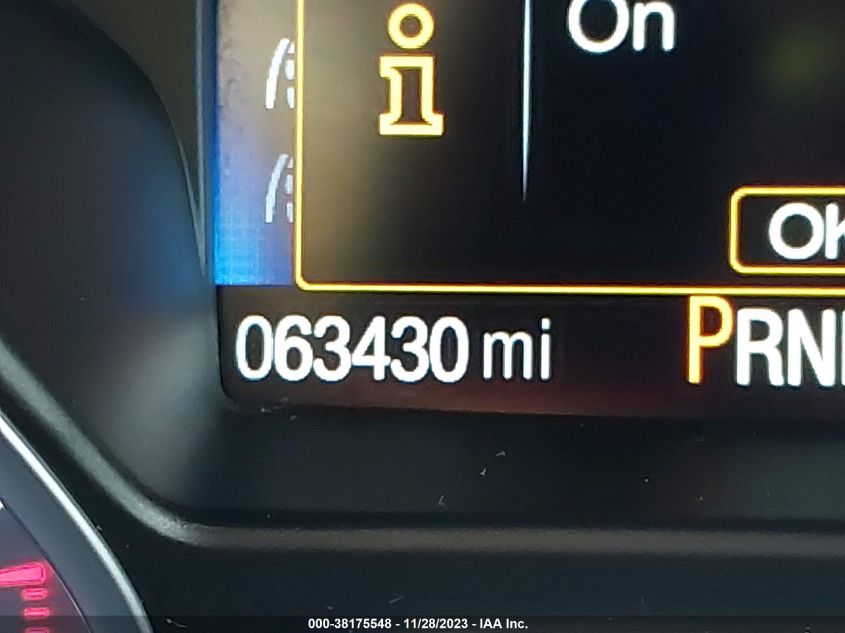 On
OK
063430 mi
PRN
000-38175548 - 11/28/2023 - IAA Inc.